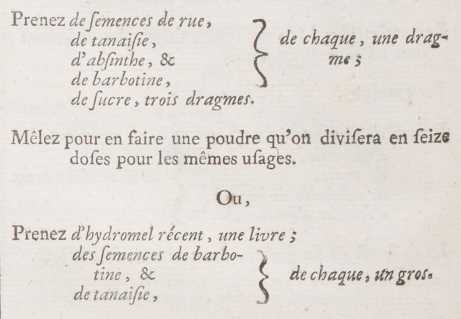 Prenez de ſemences de rue,
de tanaiſie, de chaque, une drag-
d'abſinthe, & me ;
de barbotine,
de ſucre, trois dragmes.
Mêlez pour en faire une poudre qu'on diviſera en ſeize
doſes pour les mêmes uſages.
Ou,
Prenez d'hydromel récent, une livre ;
des ſemences de barbo-
tine, & de chaque, un gros.
de tanaiſie,